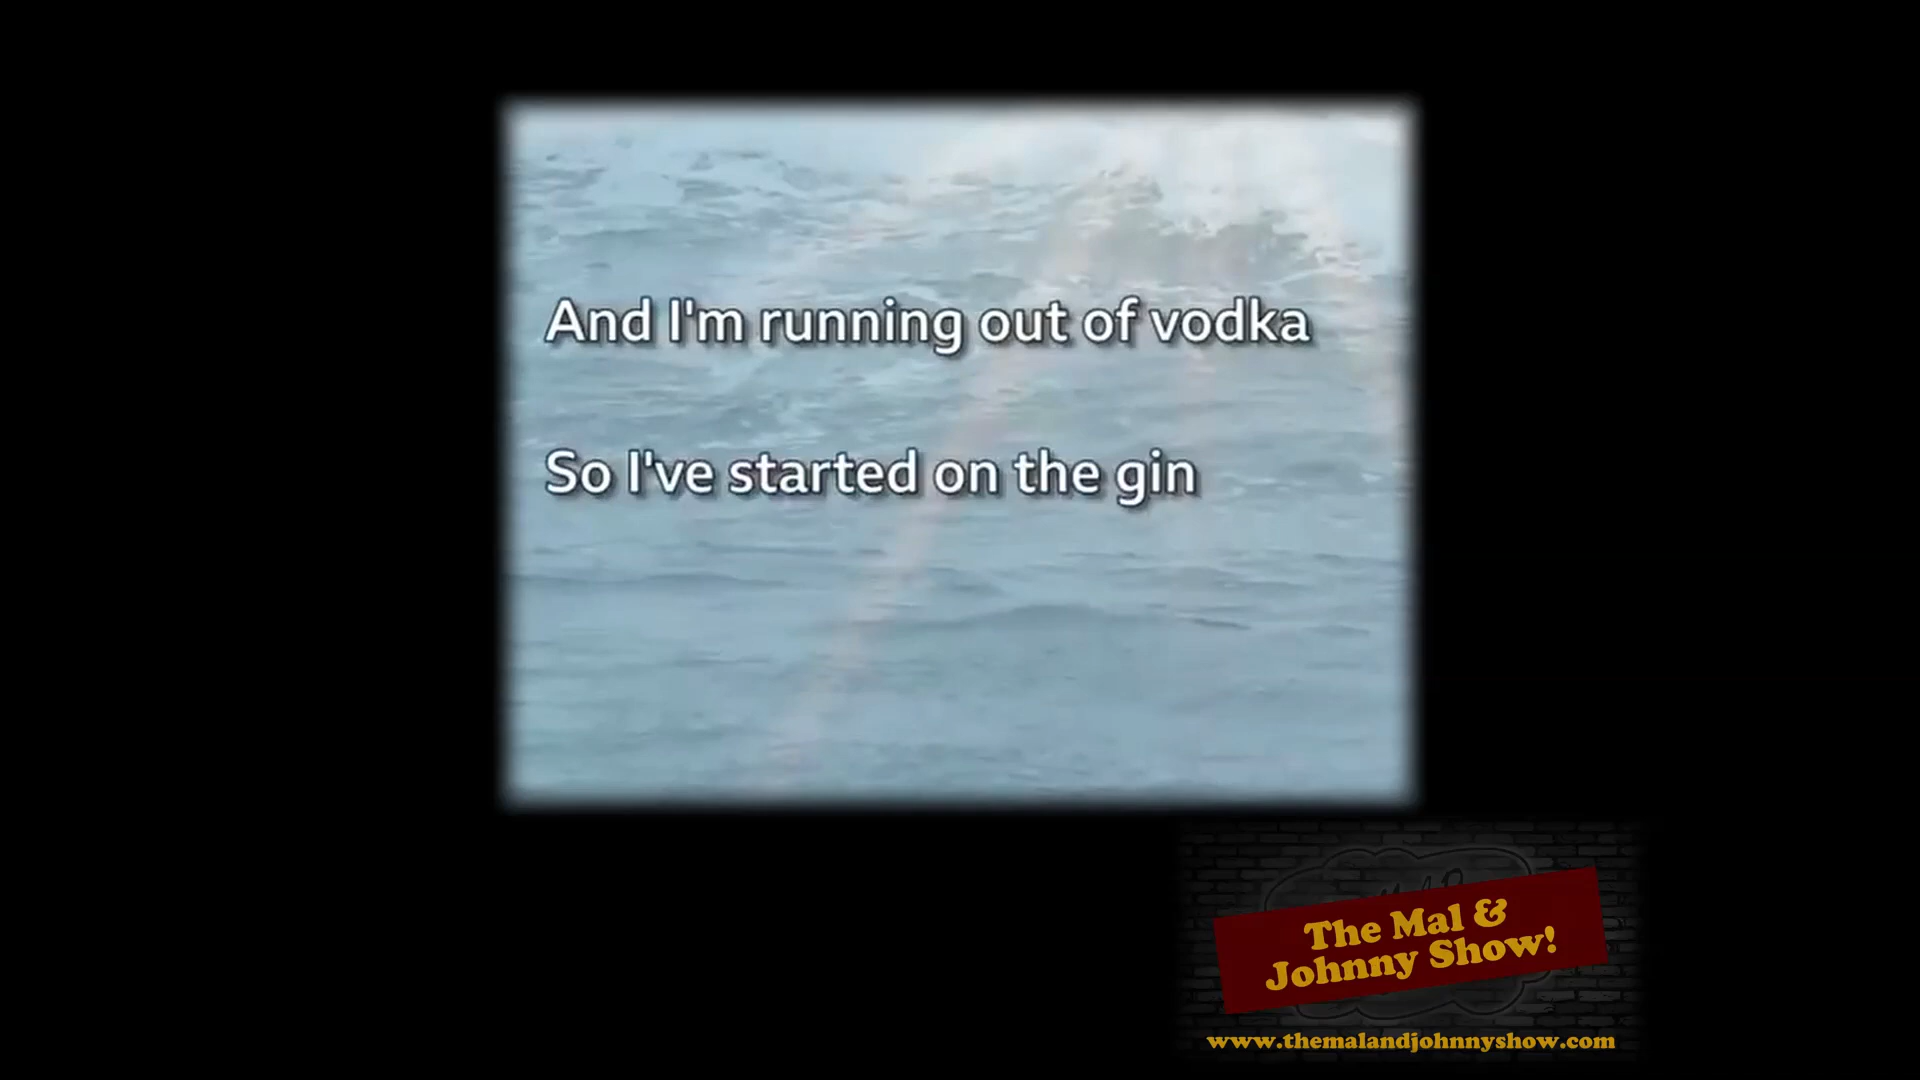 And I'm running out of vodka
So I've started on the gin
The Mal &
Johnny Show!
www.themalandjohnnyshow.com